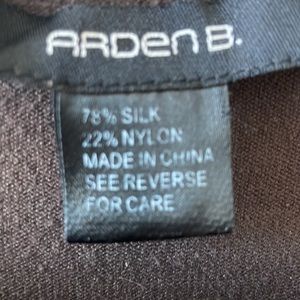 ARDEN B.
78% SILK
22% NYLON
MADE IN CHINA
SEE REVERSE
FOR CARE